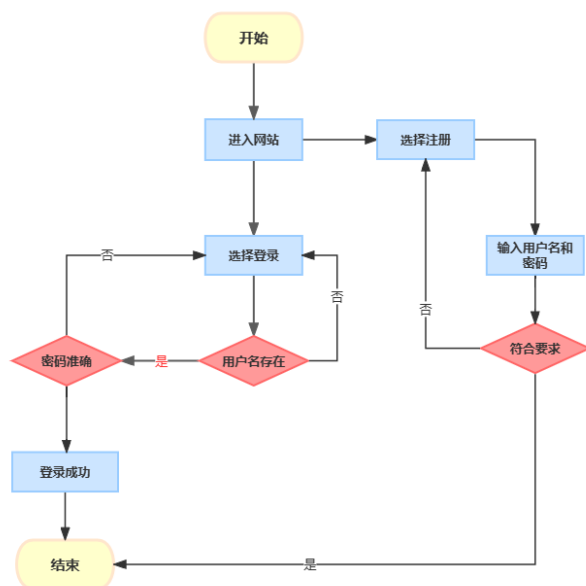 开始
进入网站
选择注册
输入用户名和
密码
否
选择登录
否
否
密码准确
是
用户名存在
符合要求
登录成功
结束
是